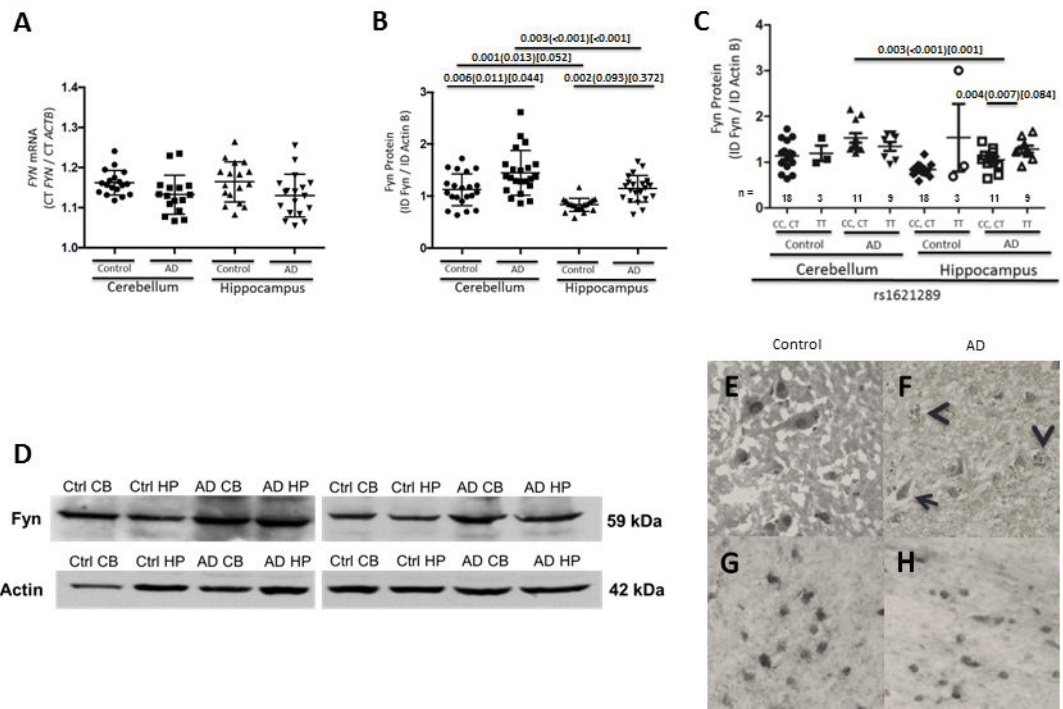 A
FYN mRNA
(CT FYN / CT ACTB)
1.4
1.3
1.2
1.1
1.0
Control
AD
Control
AD
Cerebellum
Hippocampus
B
0.003(<0.001)[<0.001]
0.001(0.013)[0.052]
0.006(0.011)[0.044]
0.002(0.093)[0.372]
Fyn Protein
(ID Fyn / ID Actin B)
3
2
1
0
Control
AD
Control
AD
Cerebellum
Hippocampus
C
0.003(<0.001)[0.001]
0.004(0.007)[0.084]
Fyn Protein
(ID Fyn / ID Actin B)
4
3
2
1
0
n =
18 3 11 9 18 3 11 9
CC, CT TT CC, CT TT CC, CT TT CC, CT TT
Control AD Control AD
Cerebellum Hippocampus
rs1621289
D
Ctrl CB Ctrl HP AD CB AD HP Ctrl CB Ctrl HP AD CB AD HP
Fyn 59 kDa
Ctrl CB Ctrl HP AD CB AD HP Ctrl CB Ctrl HP AD CB AD HP
Actin 42 kDa
Control AD
E F
G H